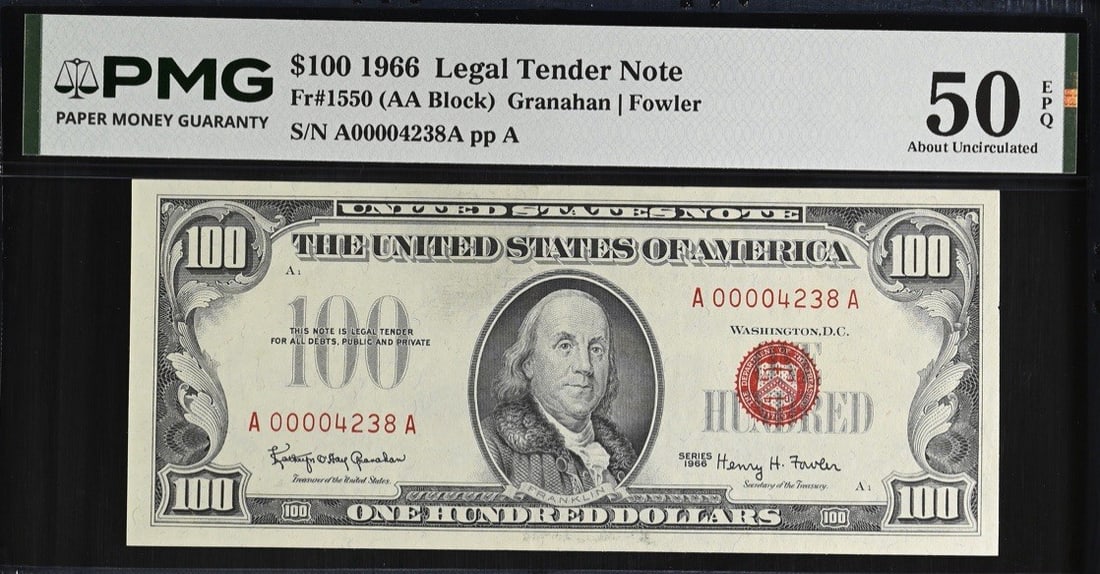 PMG
PAPER MONEY GUARANTY
$100 1966 Legal Tender Note
Fr#1550 (AA Block) Granahan | Fowler
S/N A00004238A pp A
50
EPQ
About Uncirculated
UNITED STATES NOTE
100
THE UNITED STATES OF AMERICA
100
A1
A 00004238 A
100
THIS NOTE IS LEGAL TENDER
FOR ALL DEBTS, PUBLIC AND PRIVATE
WASHINGTON, D.C.
ONE
HUNDRED
A 00004238 A
Kathryn O'Hay Granahan
Treasurer of the United States.
SERIES
1966
Henry H. Fowler
Secretary of the Treasury.
A1
FRANKLIN
100
100
ONE HUNDRED DOLLARS
100
100